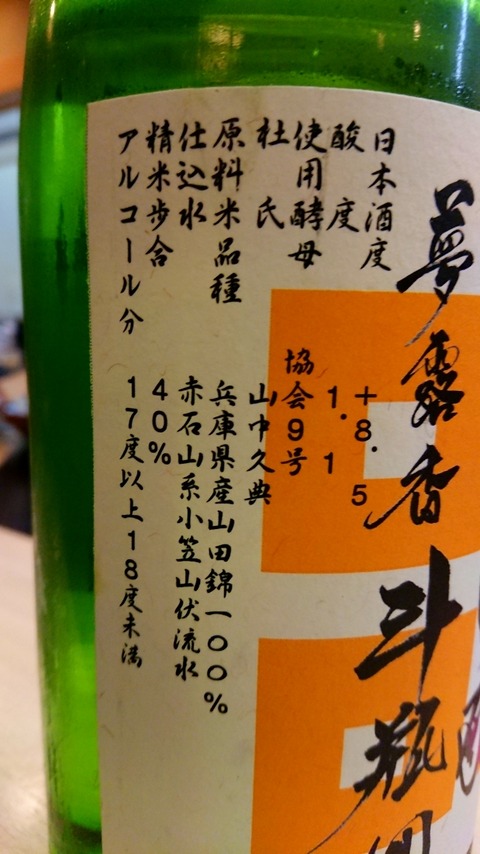 夢露香
斗瓶
日本酒度 +8.5
酸度 1.1
使用酵母 協会9号
杜氏 山中久典
原料米品種 兵庫県産山田錦一〇〇%
仕込水 赤石山系小笠山伏流水
精米歩合 40%
アルコール分 17度以上18度未満